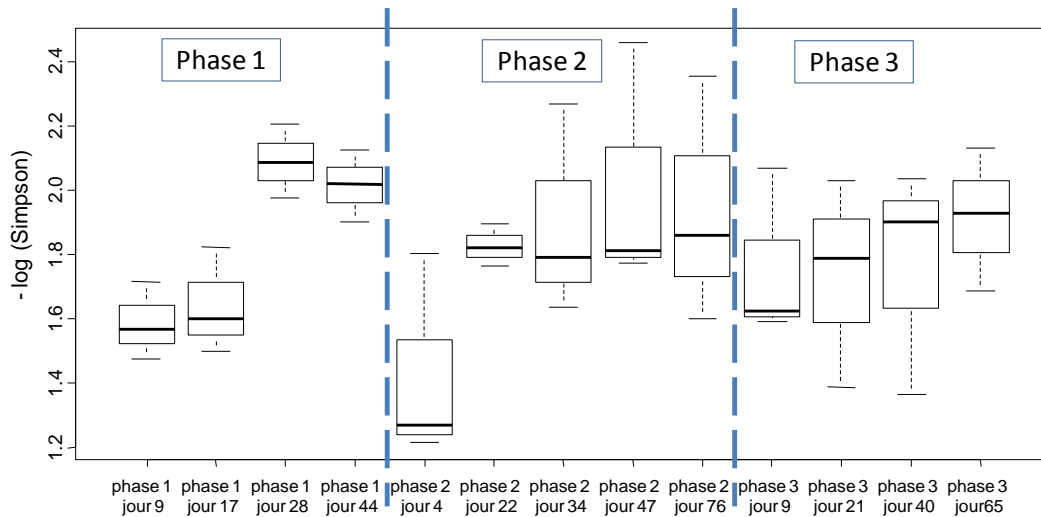 Phase 1
Phase 2
Phase 3
- log (Simpson)
2.4
2.2
2.0
1.8
1.6
1.4
1.2
phase 1 phase 1 phase 1 phase 1 phase 2 phase 2 phase 2 phase 2 phase 2 phase 3 phase 3 phase 3 phase 3
jour 9 jour 17 jour 28 jour 44 jour 4 jour 22 jour 34 jour 47 jour 76 jour 9 jour 21 jour 40 jour65